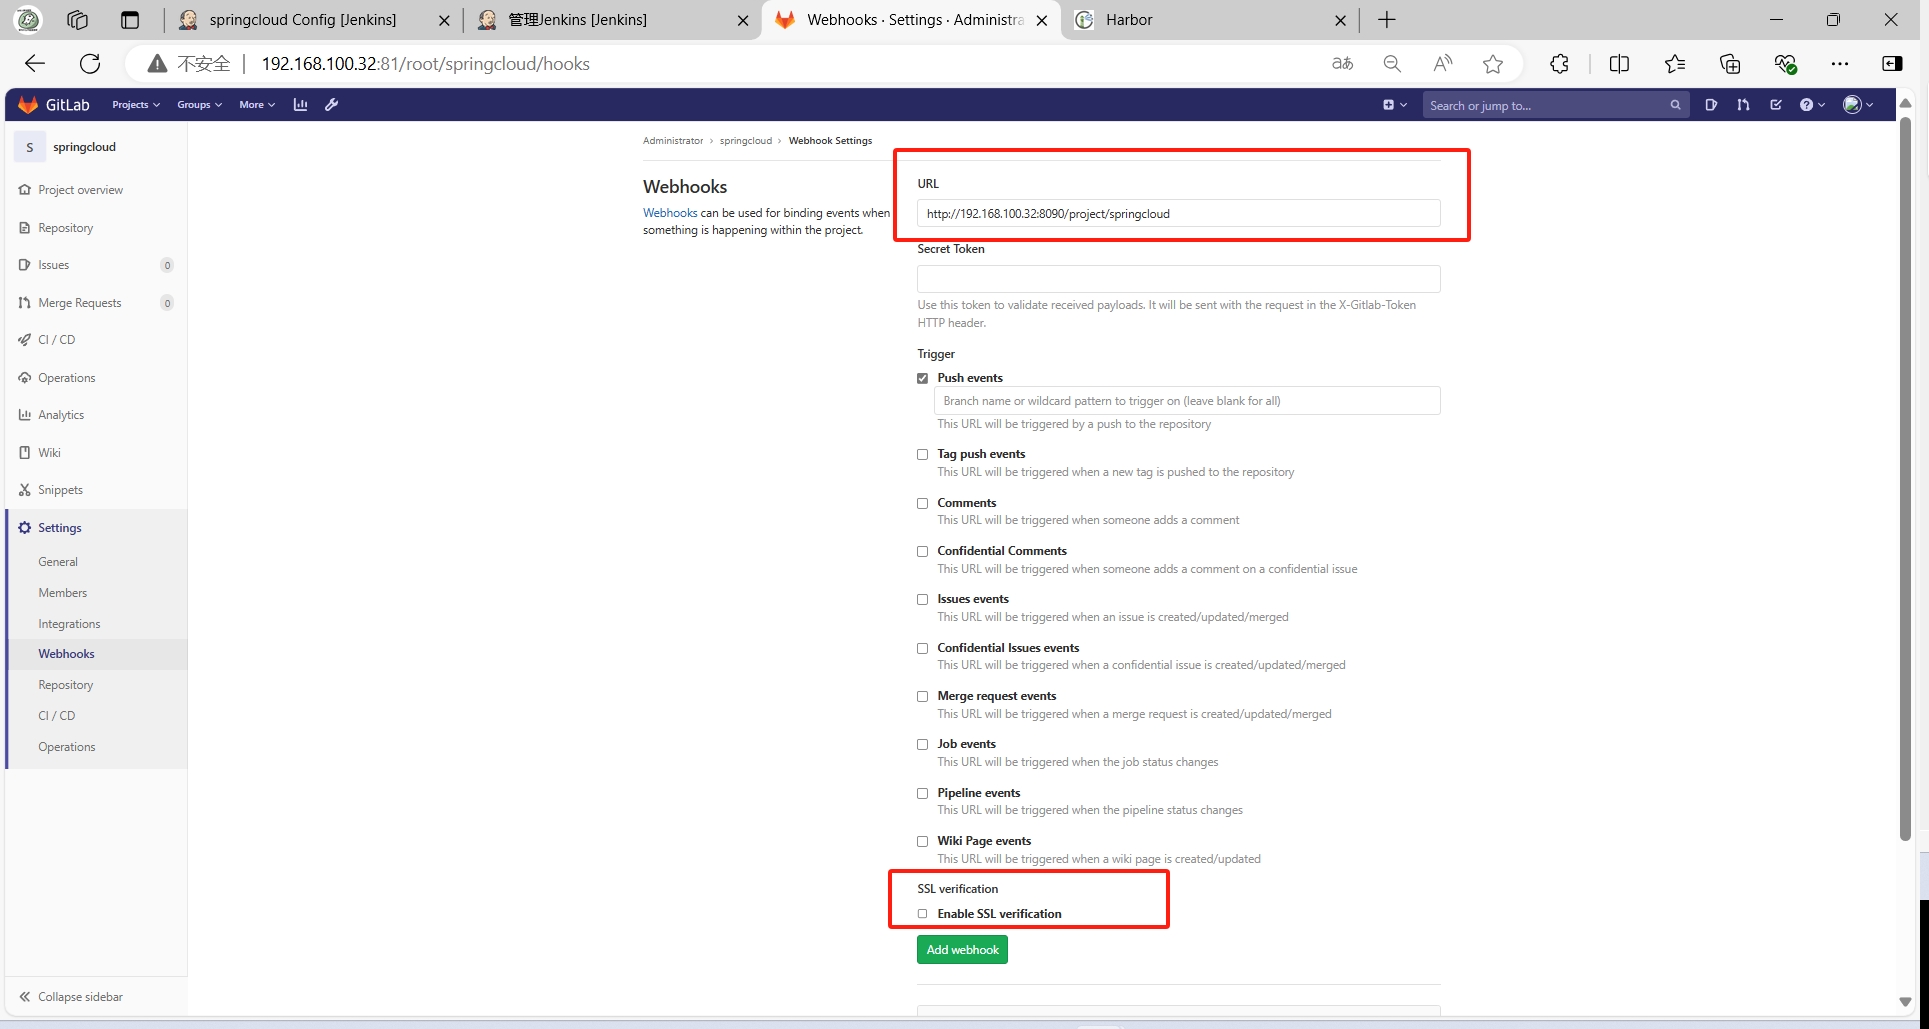 springcloud Config [Jenkins]
管理Jenkins [Jenkins]
Webhooks · Settings · Administra
Harbor
不安全
192.168.100.32:81/root/springcloud/hooks
GitLab
Projects
Groups
More
Search or jump to...
S
springcloud
Project overview
Repository
Issues
0
Merge Requests
0
CI / CD
Operations
Analytics
Wiki
Snippets
Settings
General
Members
Integrations
Webhooks
Repository
CI / CD
Operations
Collapse sidebar
Administrator › springcloud › Webhook Settings
Webhooks
Webhooks can be used for binding events when
something is happening within the project.
URL
http://192.168.100.32:8090/project/springcloud
Secret Token
Use this token to validate received payloads. It will be sent with the request in the X-Gitlab-Token
HTTP header.
Trigger
Push events
Branch name or wildcard pattern to trigger on (leave blank for all)
This URL will be triggered by a push to the repository
Tag push events
This URL will be triggered when a new tag is pushed to the repository
Comments
This URL will be triggered when someone adds a comment
Confidential Comments
This URL will be triggered when someone adds a comment on a confidential issue
Issues events
This URL will be triggered when an issue is created/updated/merged
Confidential Issues events
This URL will be triggered when a confidential issue is created/updated/merged
Merge request events
This URL will be triggered when a merge request is created/updated/merged
Job events
This URL will be triggered when the job status changes
Pipeline events
This URL will be triggered when the pipeline status changes
Wiki Page events
This URL will be triggered when a wiki page is created/updated
SSL verification
Enable SSL verification
Add webhook